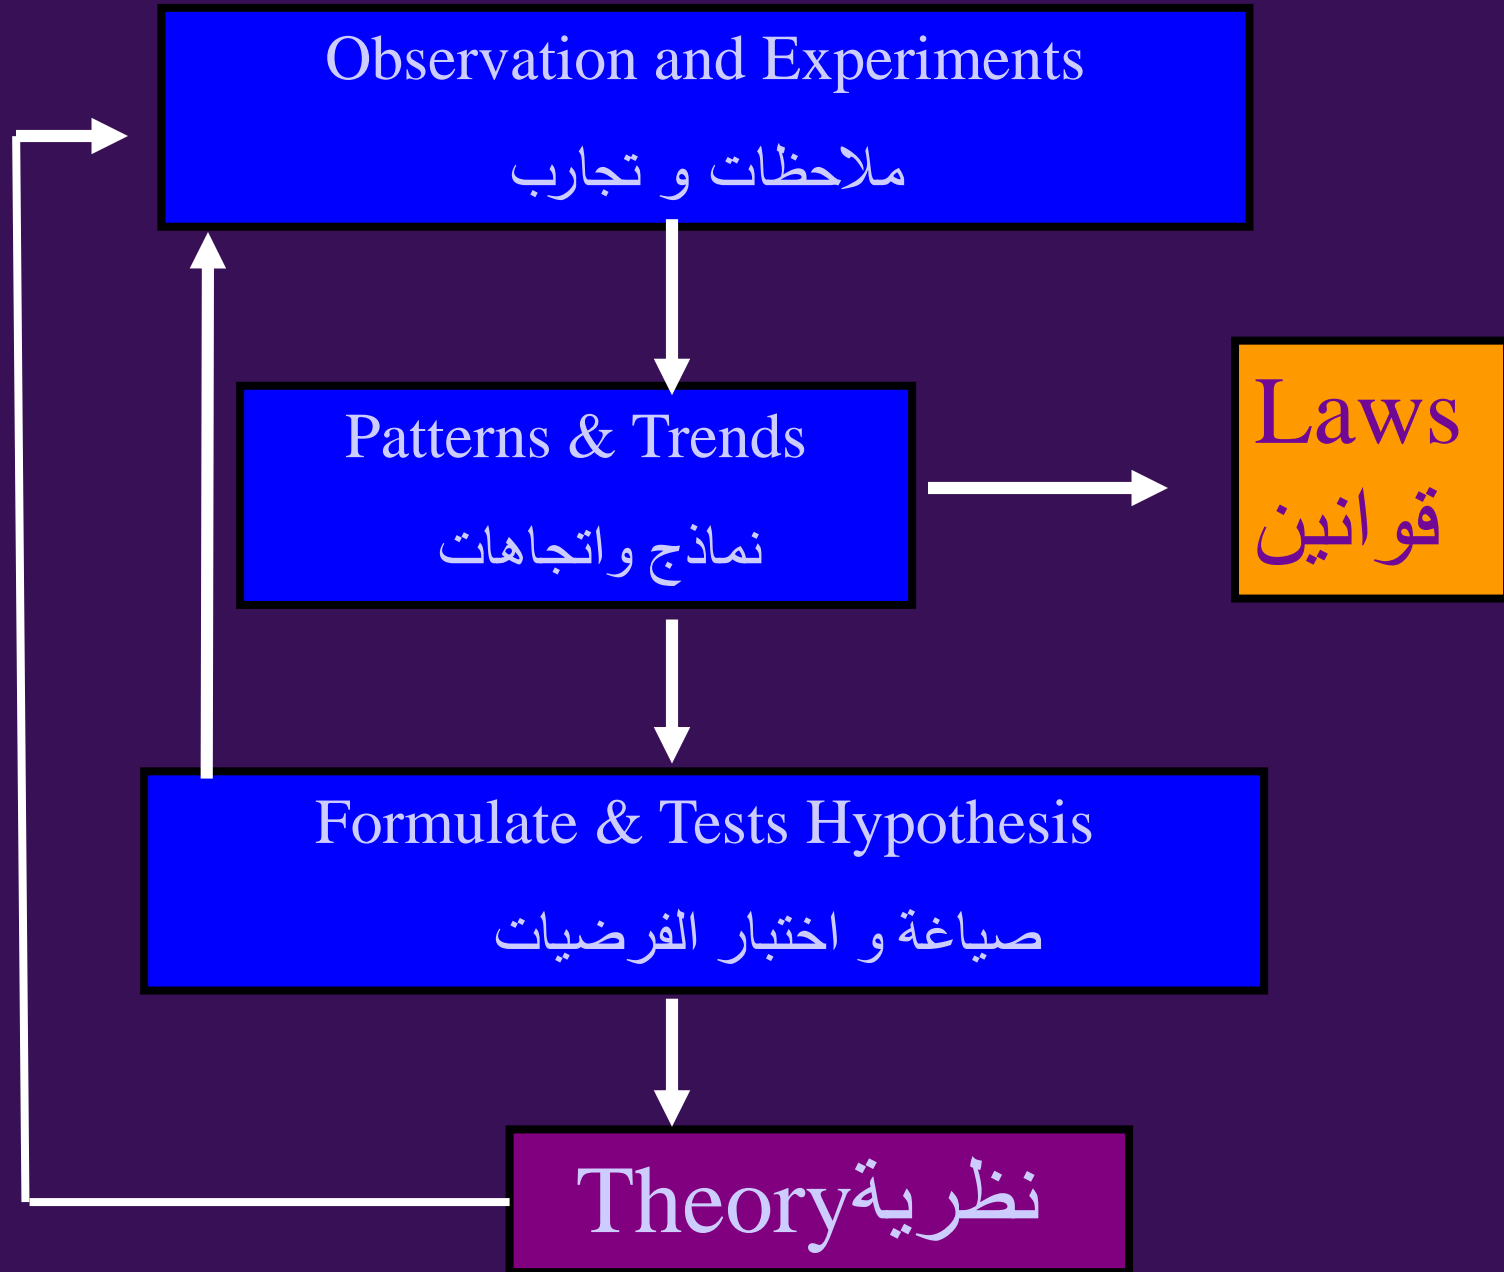 Observation and Experiments
ملاحظات و تجارب
Patterns & Trends
نماذج واتجاهات
Laws
قوانين
Formulate & Tests Hypothesis
صياغة و اختبار الفرضيات
Theoryنظرية